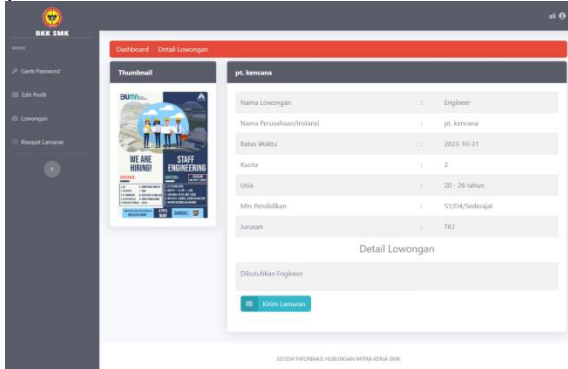 BKK SMK
ali
MENU
Ganti Password
Edit Profil
Lowongan
Riwayat Lamaran
Dashboard Detail Lowongan
Thumbnail
BUMA
WE ARE HIRING!
STAFF ENGINEERING
pt. kencana
Nama Lowongan : Engineer
Nama Perusahaan/Instansi : pt. kencana
Batas Waktu : 2023-10-31
Kuota : 2
Usia : 20 - 26 tahun
Min Pendidikan : S1/D4/Sederajat
Jurusan : TKJ
Detail Lowongan
Dibutuhkan Engineer
Kirim Lamaran
SISTEM INFORMASI HUBUNGAN MITRA KERJA SMK